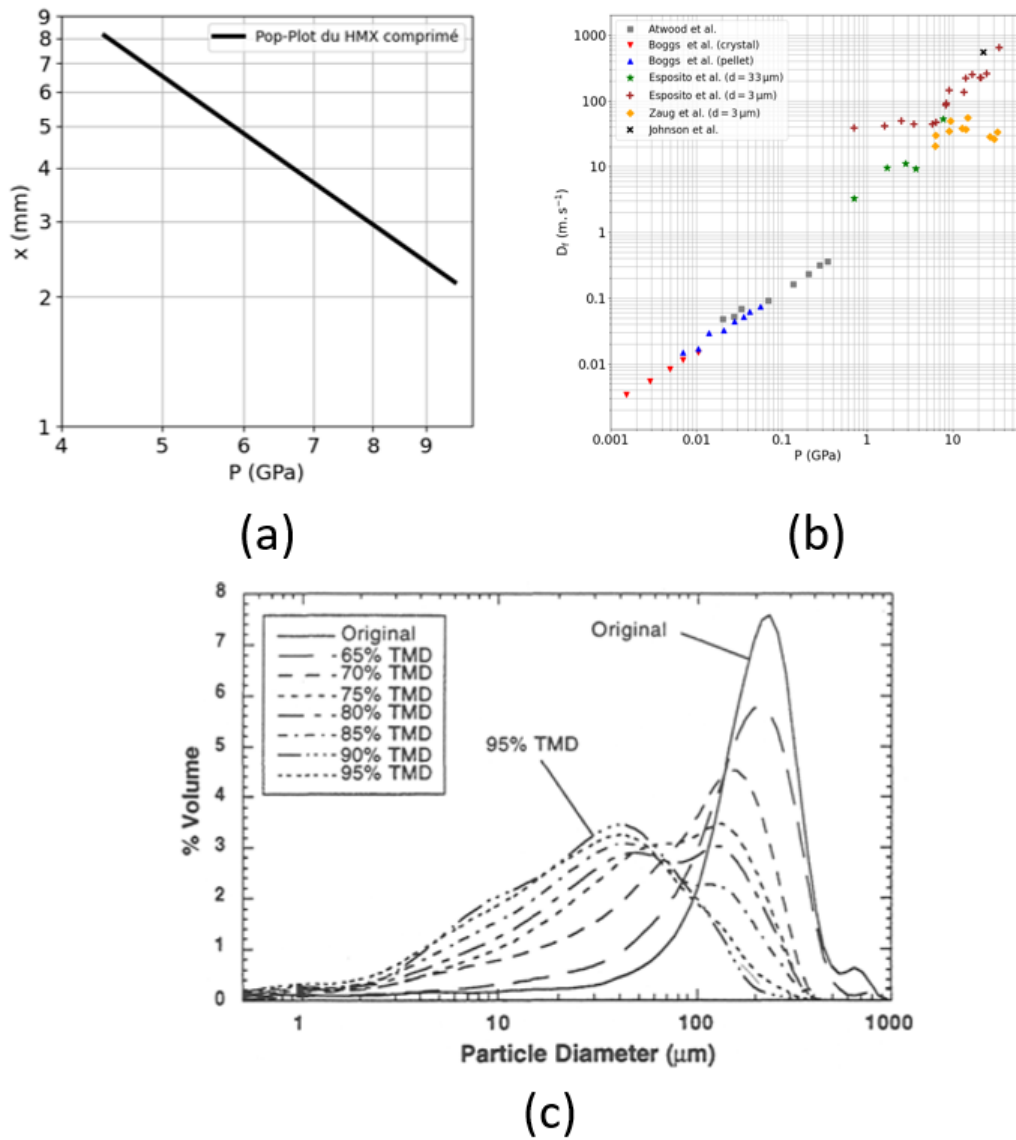 9
8
7
6
5
4
3
2
1
x (mm)
Pop-Plot du HMX comprimé
4
5
6
7
8
9
P (GPa)
(a)
1000
100
10
1
0.1
0.01
D_f (m. s⁻¹)
Atwood et al.
Boggs et al. (crystal)
Boggs et al. (pellet)
Esposito et al. (d = 33 μm)
Esposito et al. (d = 3 μm)
Zaug et al. (d = 3 μm)
Johnson et al.
0.001
0.01
0.1
1
10
P (GPa)
(b)
8
7
6
5
4
3
2
1
0
% Volume
Original
65% TMD
70% TMD
75% TMD
80% TMD
85% TMD
90% TMD
95% TMD
Original
95% TMD
1
10
100
1000
Particle Diameter (μm)
(c)